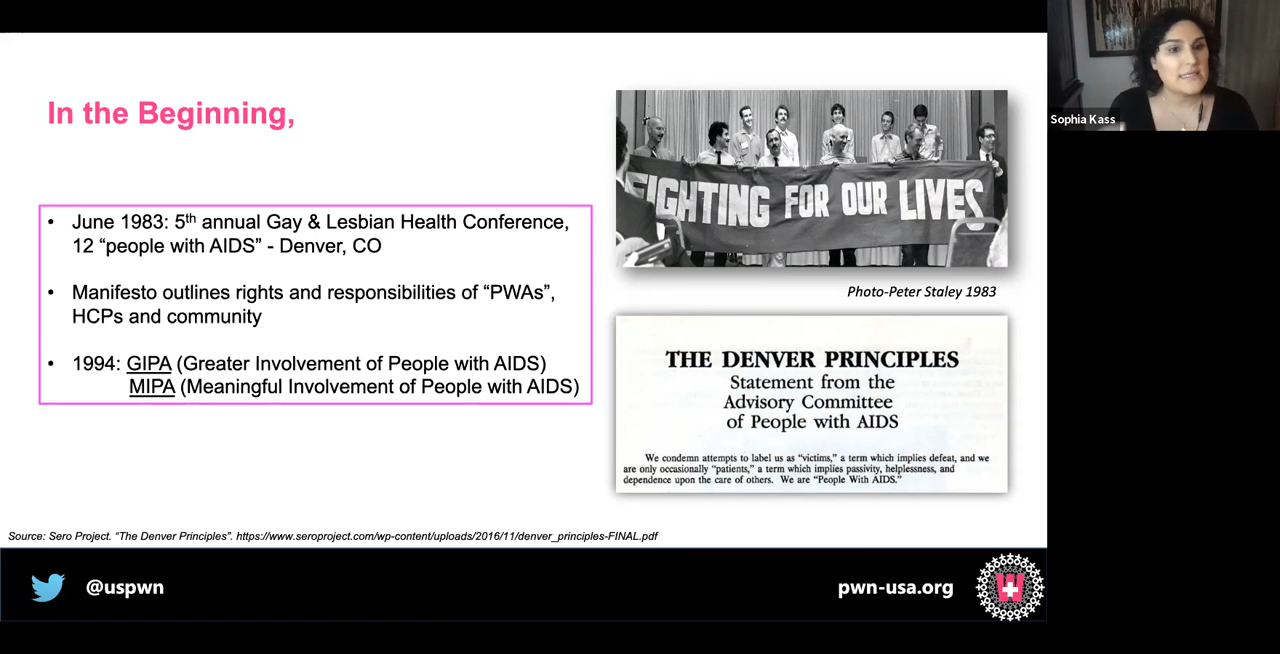 In the Beginning,
• June 1983: 5th annual Gay & Lesbian Health Conference,
12 “people with AIDS” - Denver, CO
• Manifesto outlines rights and responsibilities of “PWAs”,
HCPs and community
• 1994: GIPA (Greater Involvement of People with AIDS)
MIPA (Meaningful Involvement of People with AIDS)
FIGHTING FOR OUR LIVES
Photo-Peter Staley 1983
THE DENVER PRINCIPLES
Statement from the
Advisory Committee
of People with AIDS
We condemn attempts to label us as “victims,” a term which implies defeat, and we
are only occasionally “patients,” a term which implies passivity, helplessness, and
dependence upon the care of others. We are “People With AIDS.”
Source: Sero Project. “The Denver Principles”. https://www.seroproject.com/wp-content/uploads/2016/11/denver_principles-FINAL.pdf
@uspwn
pwn-usa.org
W
Sophia Kass